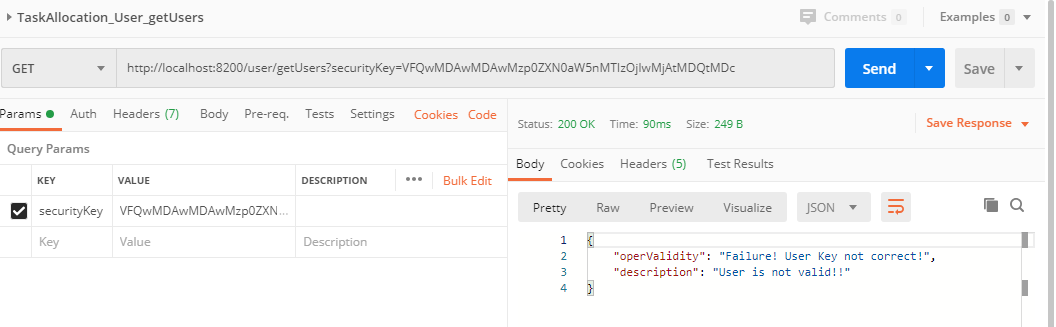 TaskAllocation_User_getUsers
Comments 0 Examples 0
GET http://localhost:8200/user/getUsers?securityKey=VFQwMDAwMDAwMzp0ZXN0aW5nMTIzOjIwMjAtMDQtMDc Send Save
Params Auth Headers (7) Body Pre-req. Tests Settings Cookies Code
Query Params
KEY VALUE DESCRIPTION ••• Bulk Edit
securityKey VFQwMDAwMDAwMzp0ZXN...
Key Value Description
Status: 200 OK Time: 90ms Size: 249 B Save Response
Body Cookies Headers (5) Test Results
Pretty Raw Preview Visualize JSON
1 {
2 "operValidity": "Failure! User Key not correct!",
3 "description": "User is not valid!!"
4 }